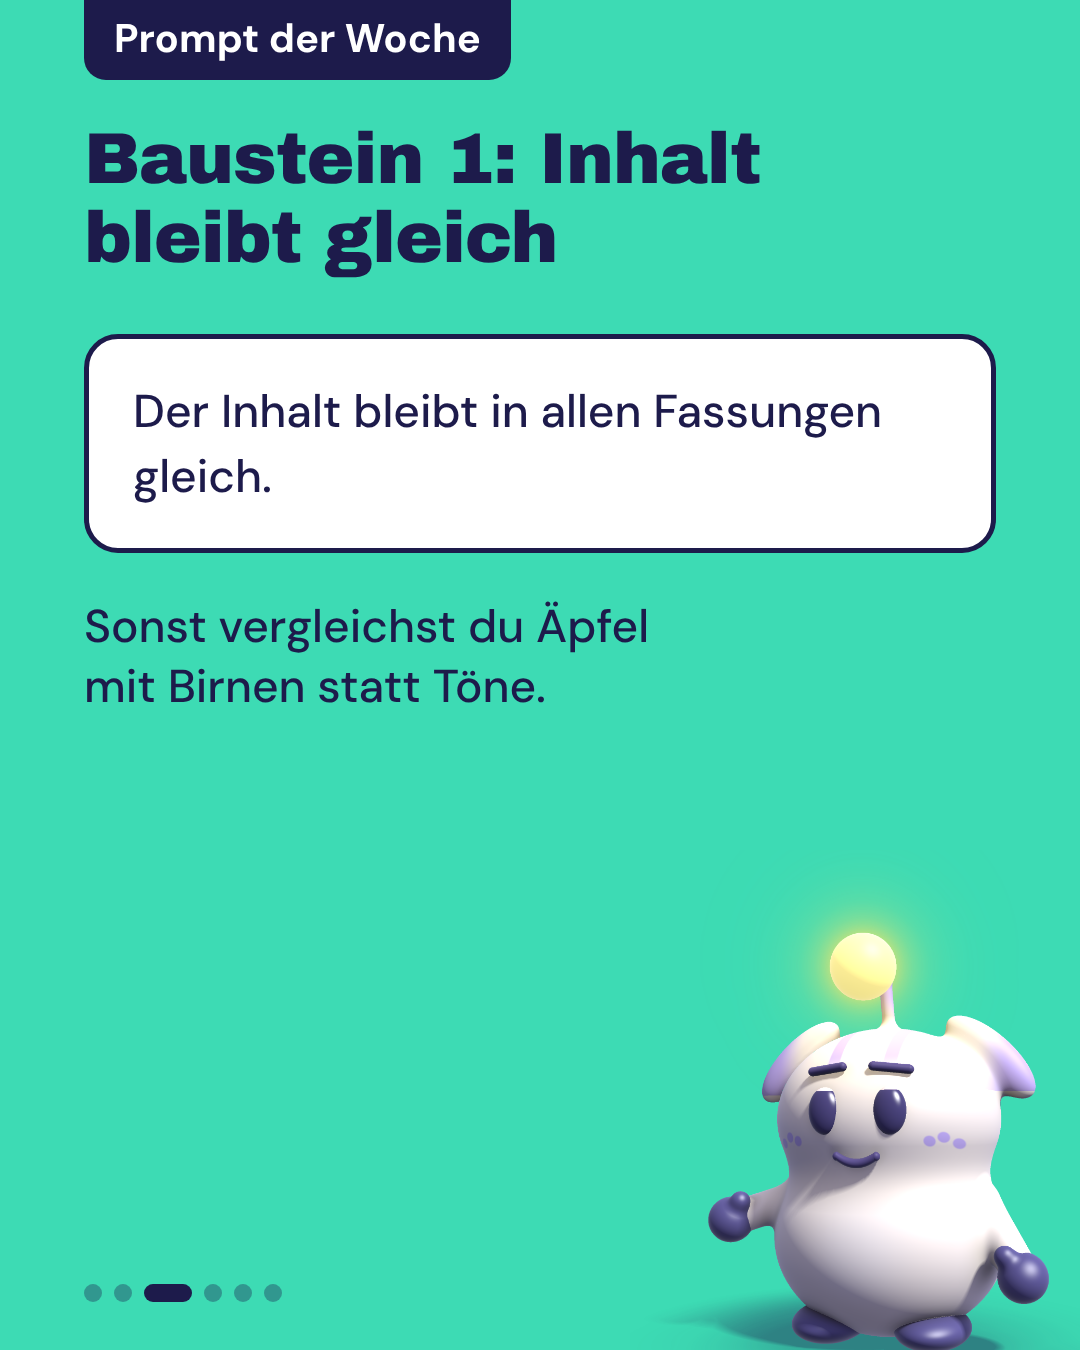 Prompt der Woche
Baustein 1: Inhalt
bleibt gleich
Der Inhalt bleibt in allen Fassungen
gleich.
Sonst vergleichst du Äpfel
mit Birnen statt Töne.